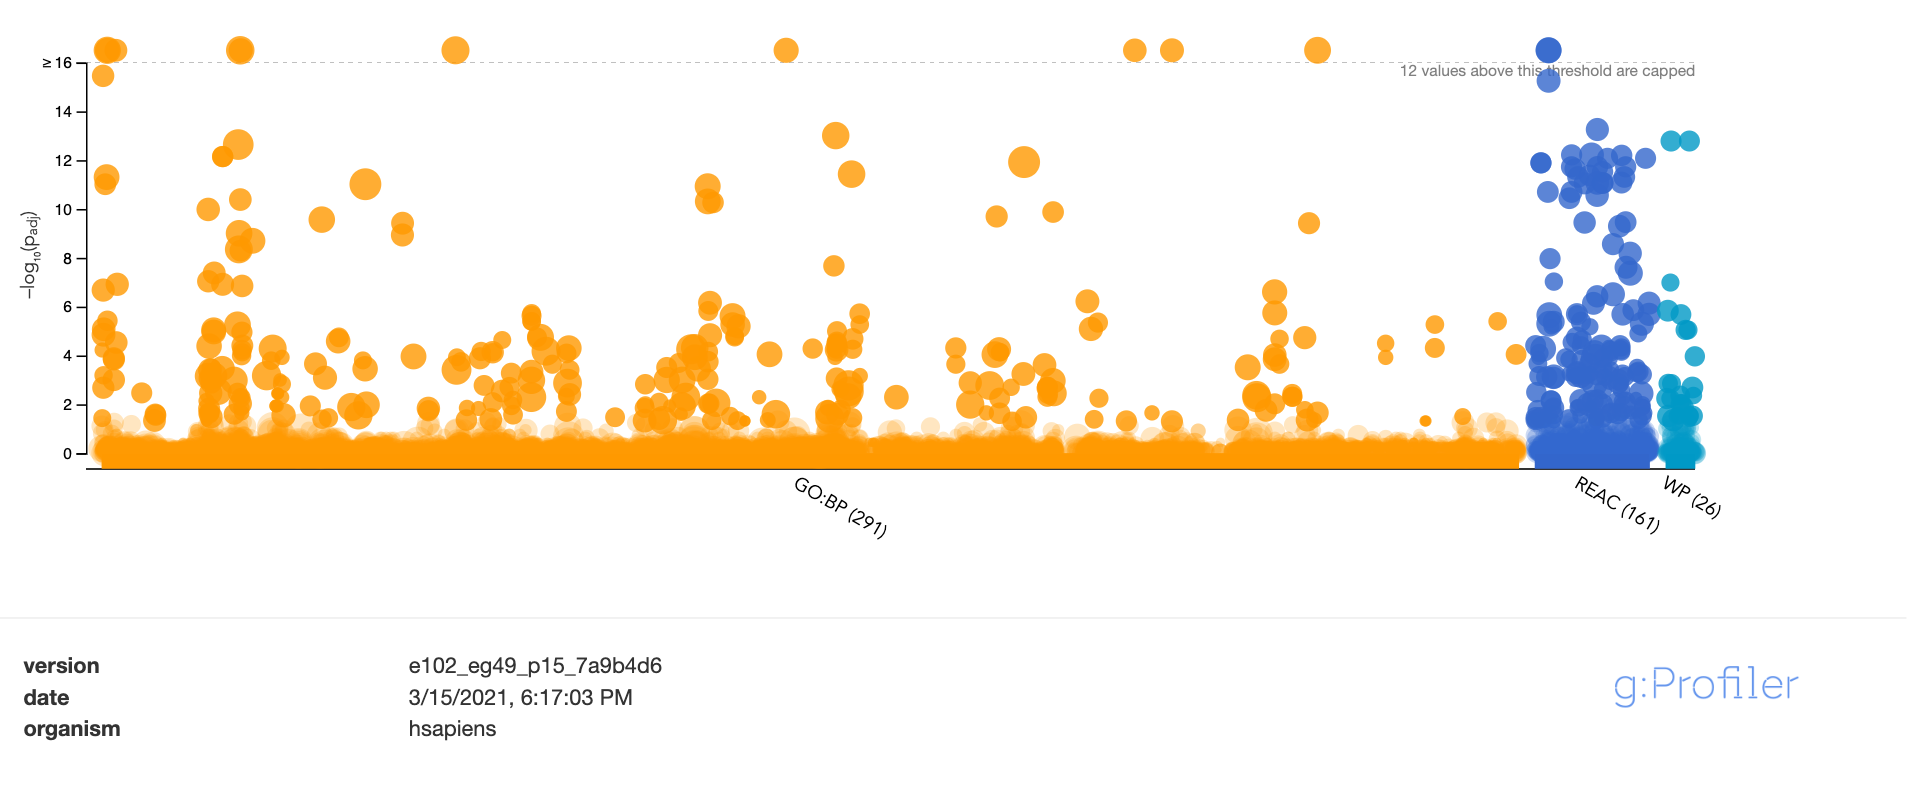 ≥ 16
12 values above this threshold are capped
14
12
10
8
6
4
2
0
−log₁₀(padj)
GO:BP (291)
REAC (161)
WP (26)
version e102_eg49_p15_7a9b4d6
date 3/15/2021, 6:17:03 PM
organism hsapiens
g:Profiler